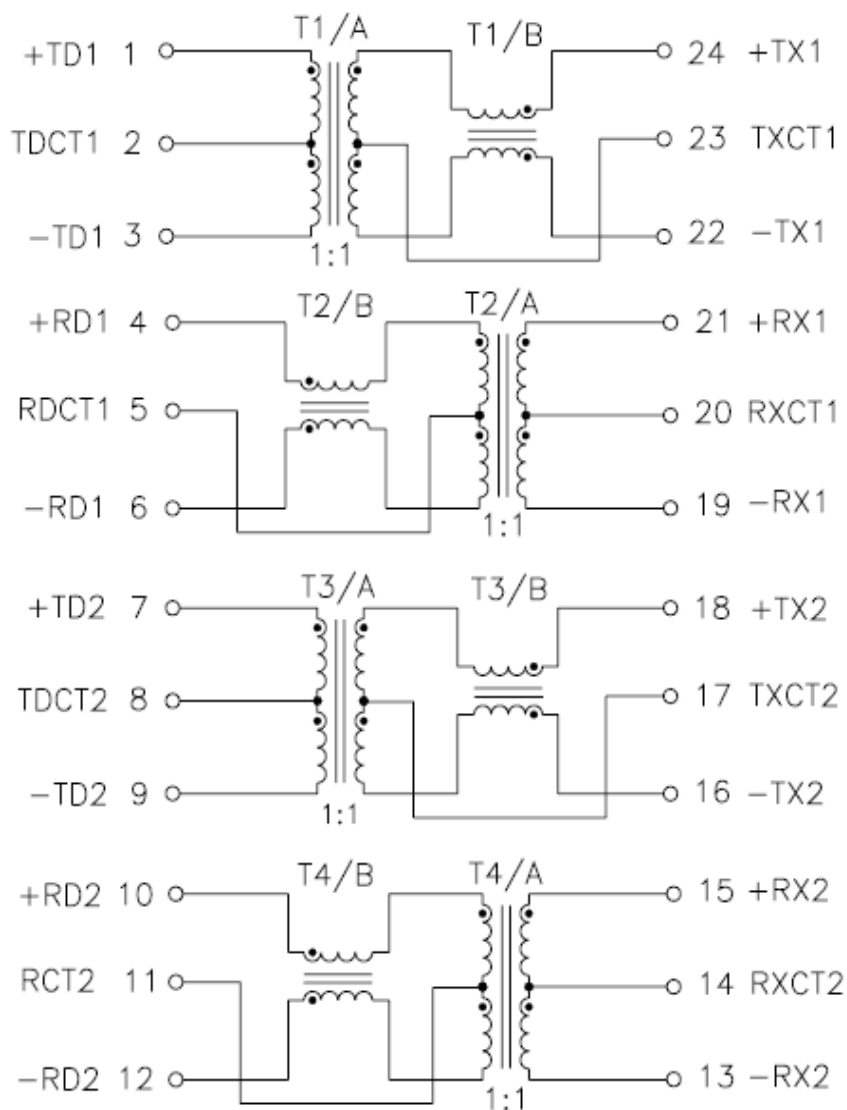 T1/A T1/B
+TD1 1 24 +TX1
TDCT1 2 23 TXCT1
-TD1 3 22 -TX1
1:1
T2/B T2/A
+RD1 4 21 +RX1
RDCT1 5 20 RXCT1
-RD1 6 19 -RX1
1:1
T3/A T3/B
+TD2 7 18 +TX2
TDCT2 8 17 TXCT2
-TD2 9 16 -TX2
1:1
T4/B T4/A
+RD2 10 15 +RX2
RCT2 11 14 RXCT2
-RD2 12 13 -RX2
1:1